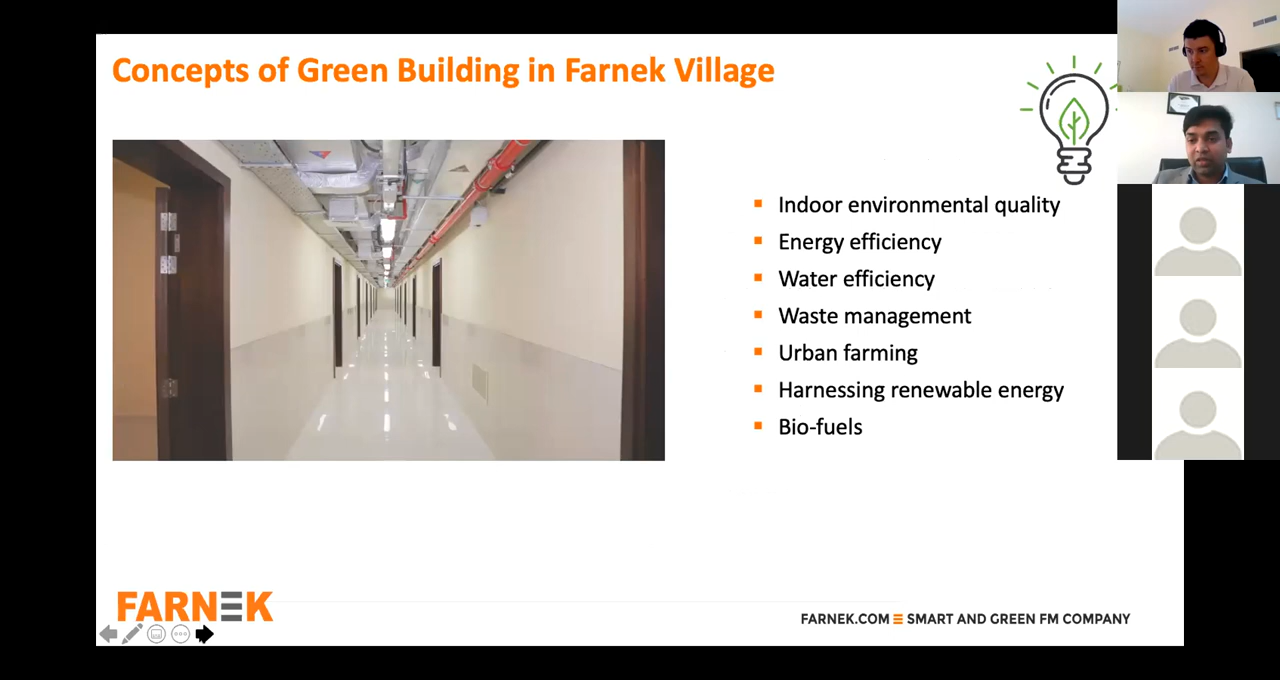 Concepts of Green Building in Farnek Village
Indoor environmental quality
Energy efficiency
Water efficiency
Waste management
Urban farming
Harnessing renewable energy
Bio-fuels
FARNEK
FARNEK.COM SMART AND GREEN FM COMPANY